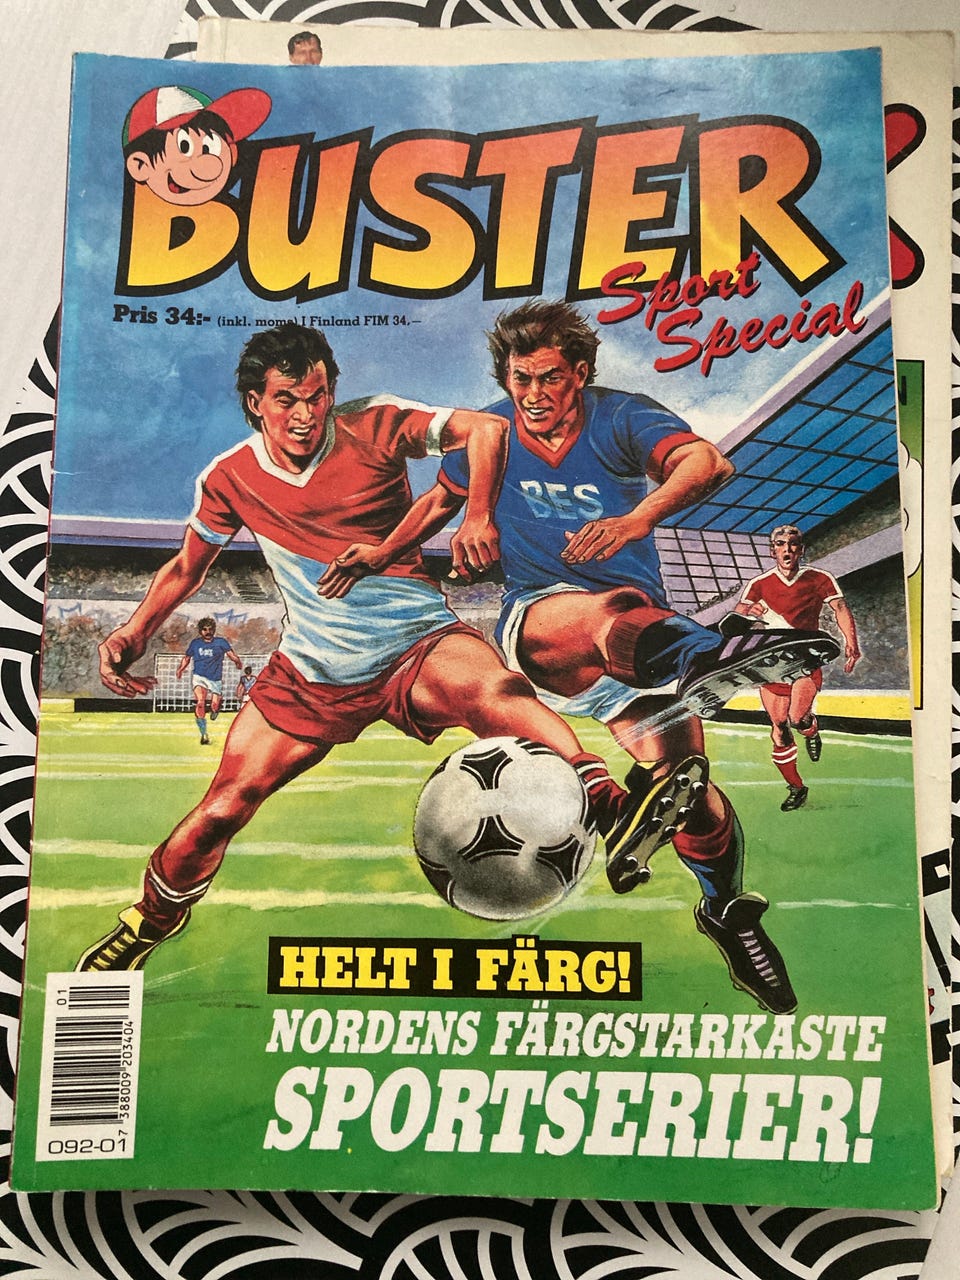 BUSTER
Sport
Special
Pris 34:- (inkl. moms) I Finland FIM 34,—
BES
HELT I FÄRG!
NORDENS FÄRGSTARKASTE
SPORTSERIER!
01
7 388009 203404
092-01